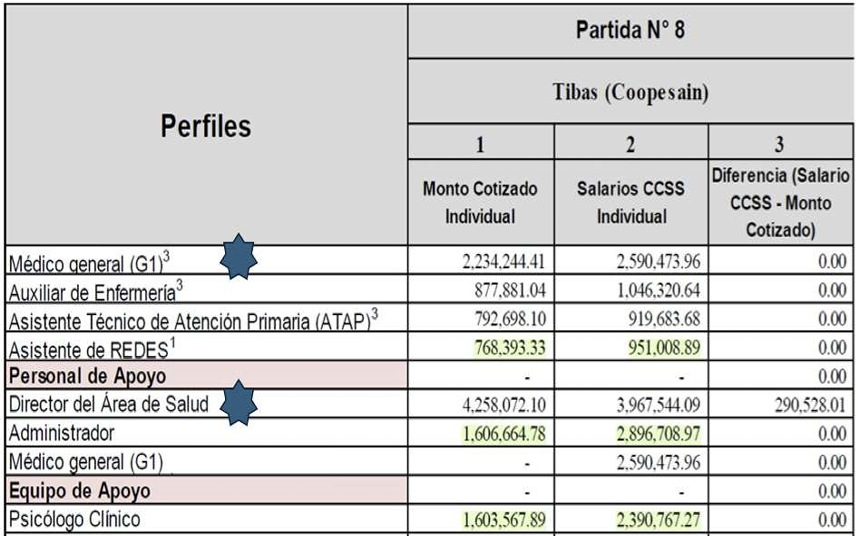 Partida N° 8
Tibas (Coopesain)
Perfiles
1 2 3
Monto Cotizado Individual Salarios CCSS Individual Diferencia (Salario CCSS - Monto Cotizado)
Médico general (G1)3 2,234,244.41 2,590,473.96 0.00
Auxiliar de Enfermería3 877,881.04 1,046,320.64 0.00
Asistente Técnico de Atención Primaria (ATAP)3 792,698.10 919,683.68 0.00
Asistente de REDES1 768,393.33 951,008.89 0.00
Personal de Apoyo - - 0.00
Director del Área de Salud 4,258,072.10 3,967,544.09 290,528.01
Administrador 1,606,664.78 2,896,708.97 0.00
Médico general (G1) - 2,590,473.96 0.00
Equipo de Apoyo - - 0.00
Psicólogo Clínico 1,603,567.89 2,390,767.27 0.00